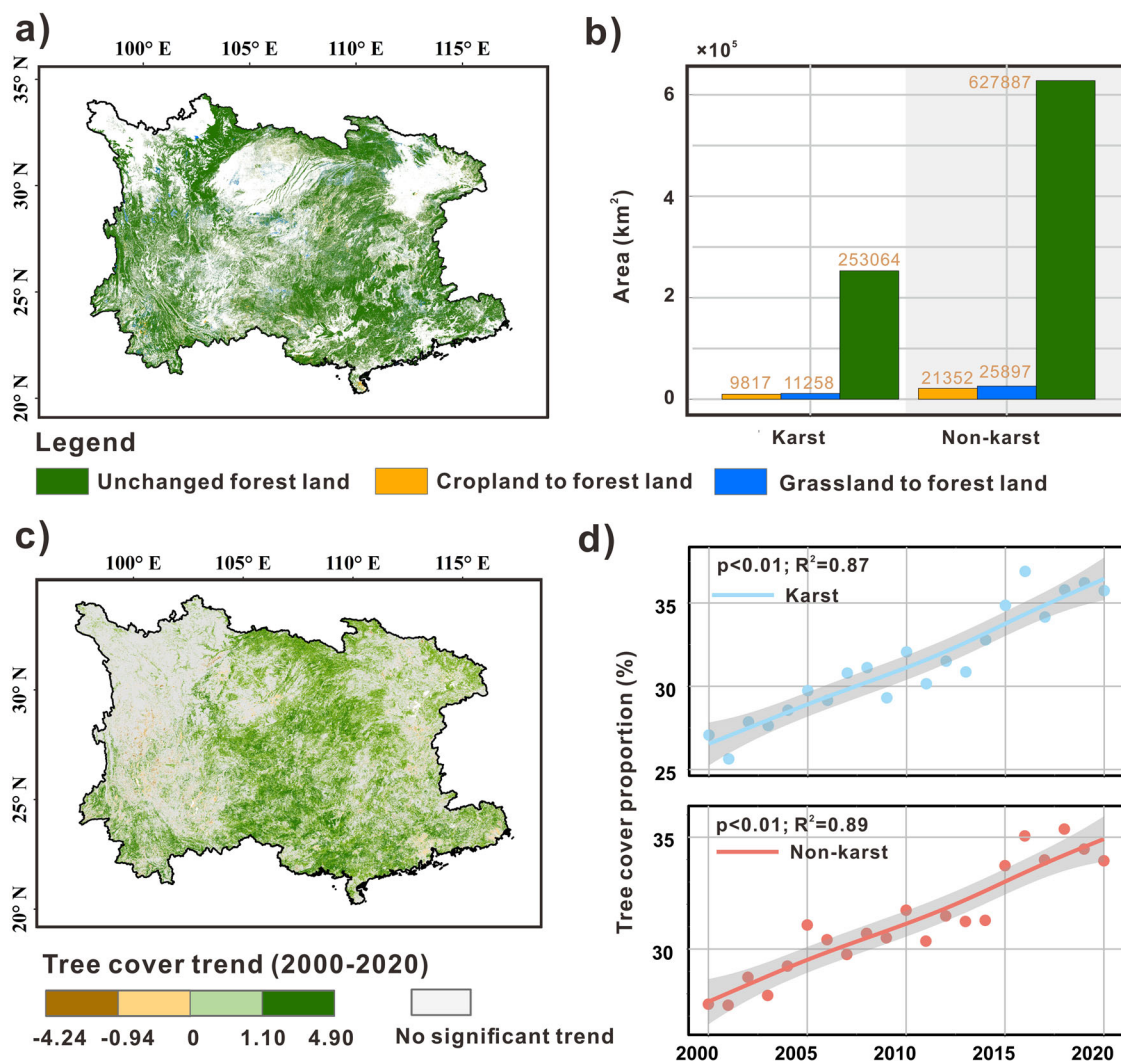 a)
100° E 105° E 110° E 115° E
35° N
30° N
25° N
20° N
b)
×10⁵
Area (km²)
6
4
2
0
9817
11258
253064
21352
25897
627887
Karst
Non-karst
Legend
Unchanged forest land
Cropland to forest land
Grassland to forest land
c)
100° E 105° E 110° E 115° E
30° N
25° N
20° N
Tree cover trend (2000-2020)
-4.24 -0.94 0 1.10 4.90
No significant trend
d)
Tree cover proportion (%)
p<0.01; R²=0.87
Karst
35
30
25
p<0.01; R²=0.89
Non-karst
35
30
2000 2005 2010 2015 2020